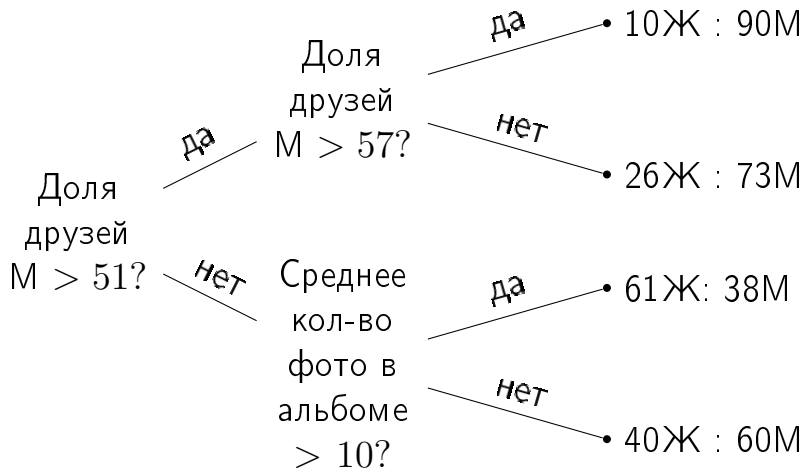 Доля
друзей
М > 51?
да
нет
Доля
друзей
М > 57?
Среднее
кол-во
фото в
альбоме
> 10?
да
10Ж : 90М
нет
26Ж : 73М
да
61Ж: 38М
нет
40Ж : 60М